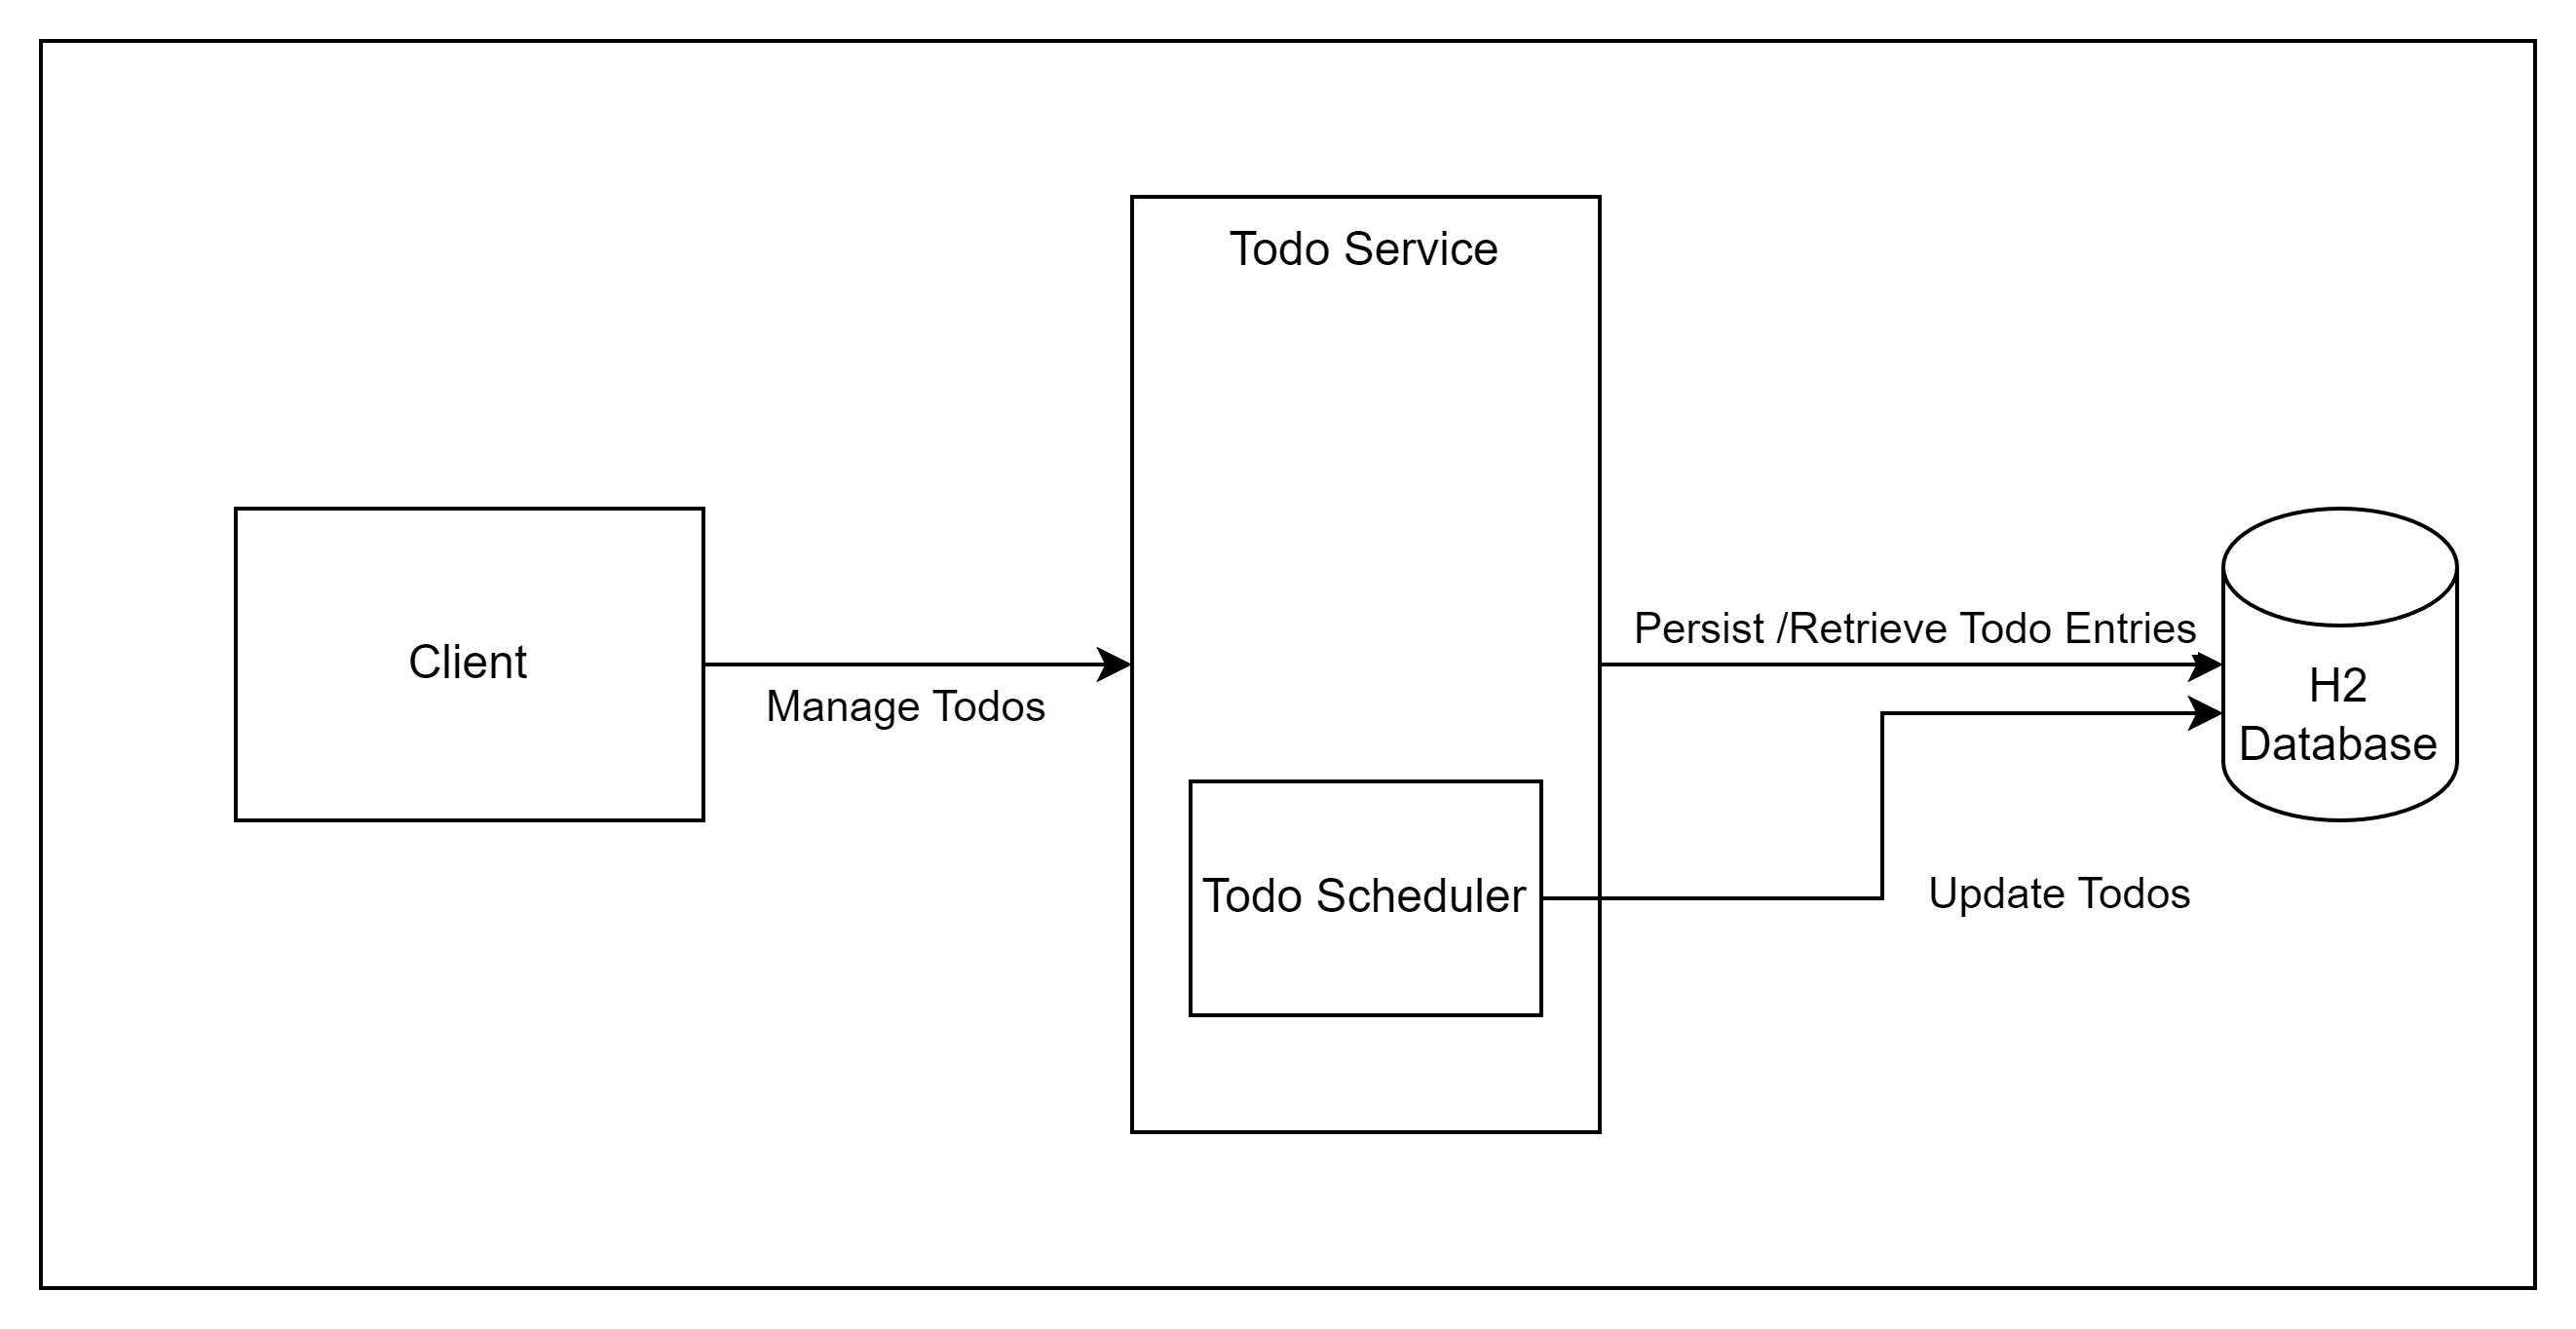 Todo Service
Client
Manage Todos
Persist /Retrieve Todo Entries
H2
Database
Todo Scheduler
Update Todos